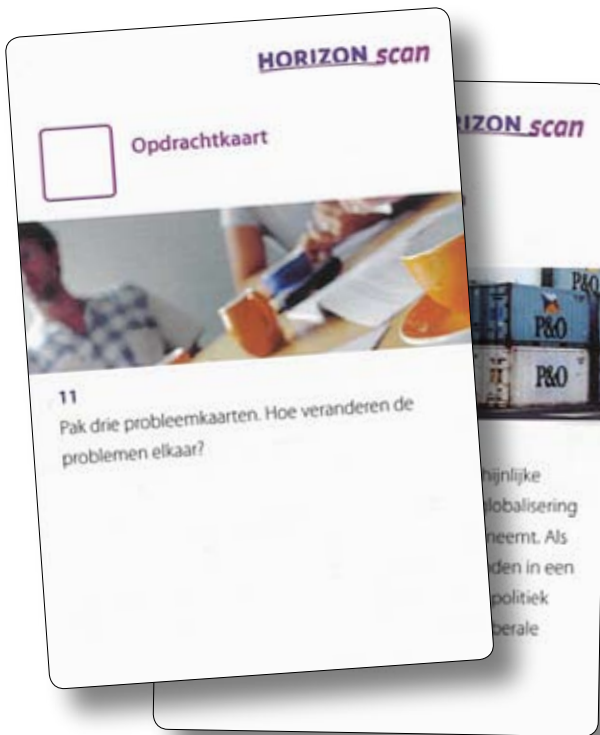 HORIZON scan
Opdrachtkaart
11
Pak drie probleemkaarten. Hoe veranderen de
problemen elkaar?
IZON scan
P&O
P&O
P&O
hijnlijke
lobalisering
neemt. Als
den in een
politiek
berale